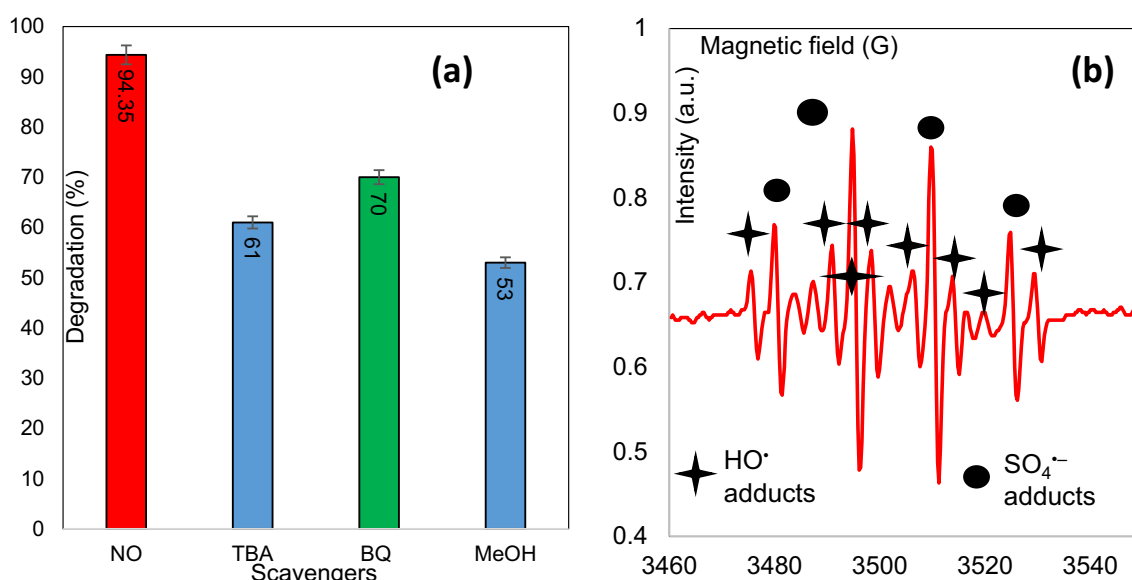 (a)
Degradation (%)
100
90
80
70
60
50
40
30
20
10
0
94.35
61
70
53
NO TBA BQ MeOH
Scavengers
(b)
Magnetic field (G)
Intensity (a.u.)
1
0.9
0.8
0.7
0.6
0.5
0.4
HO•
adducts
SO₄•–
adducts
3460 3480 3500 3520 3540